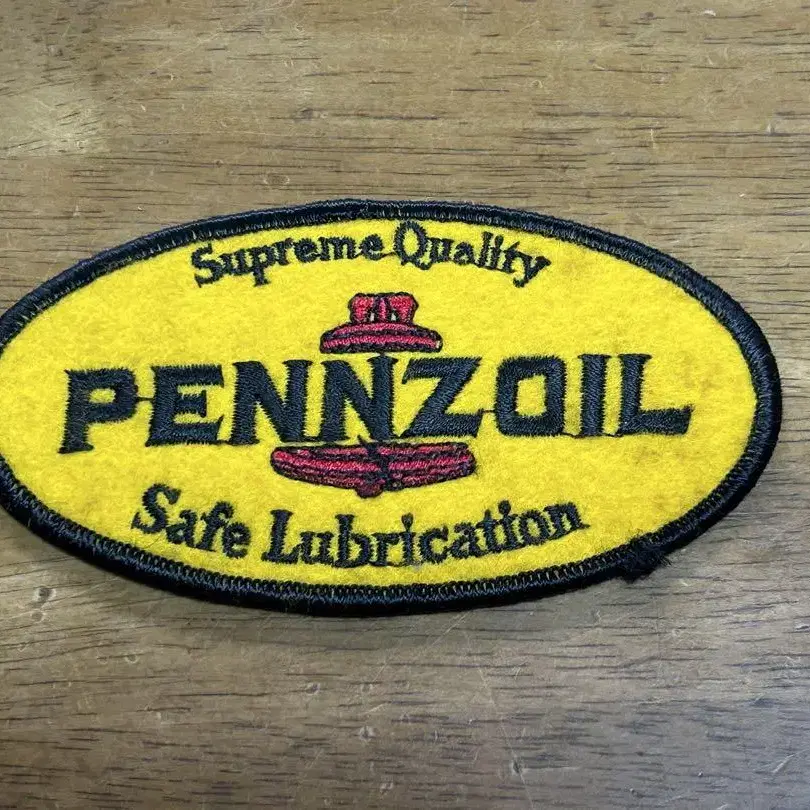 Supreme Quality
PENNZOIL
Safe Lubrication